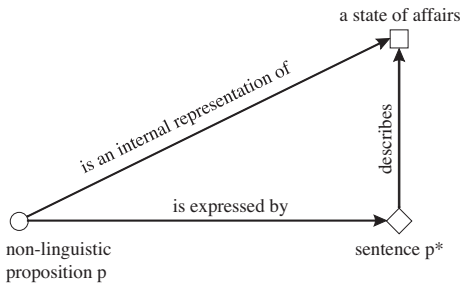 a state of affairs
is an internal representation of
describes
is expressed by
non-linguistic
proposition p
sentence p*